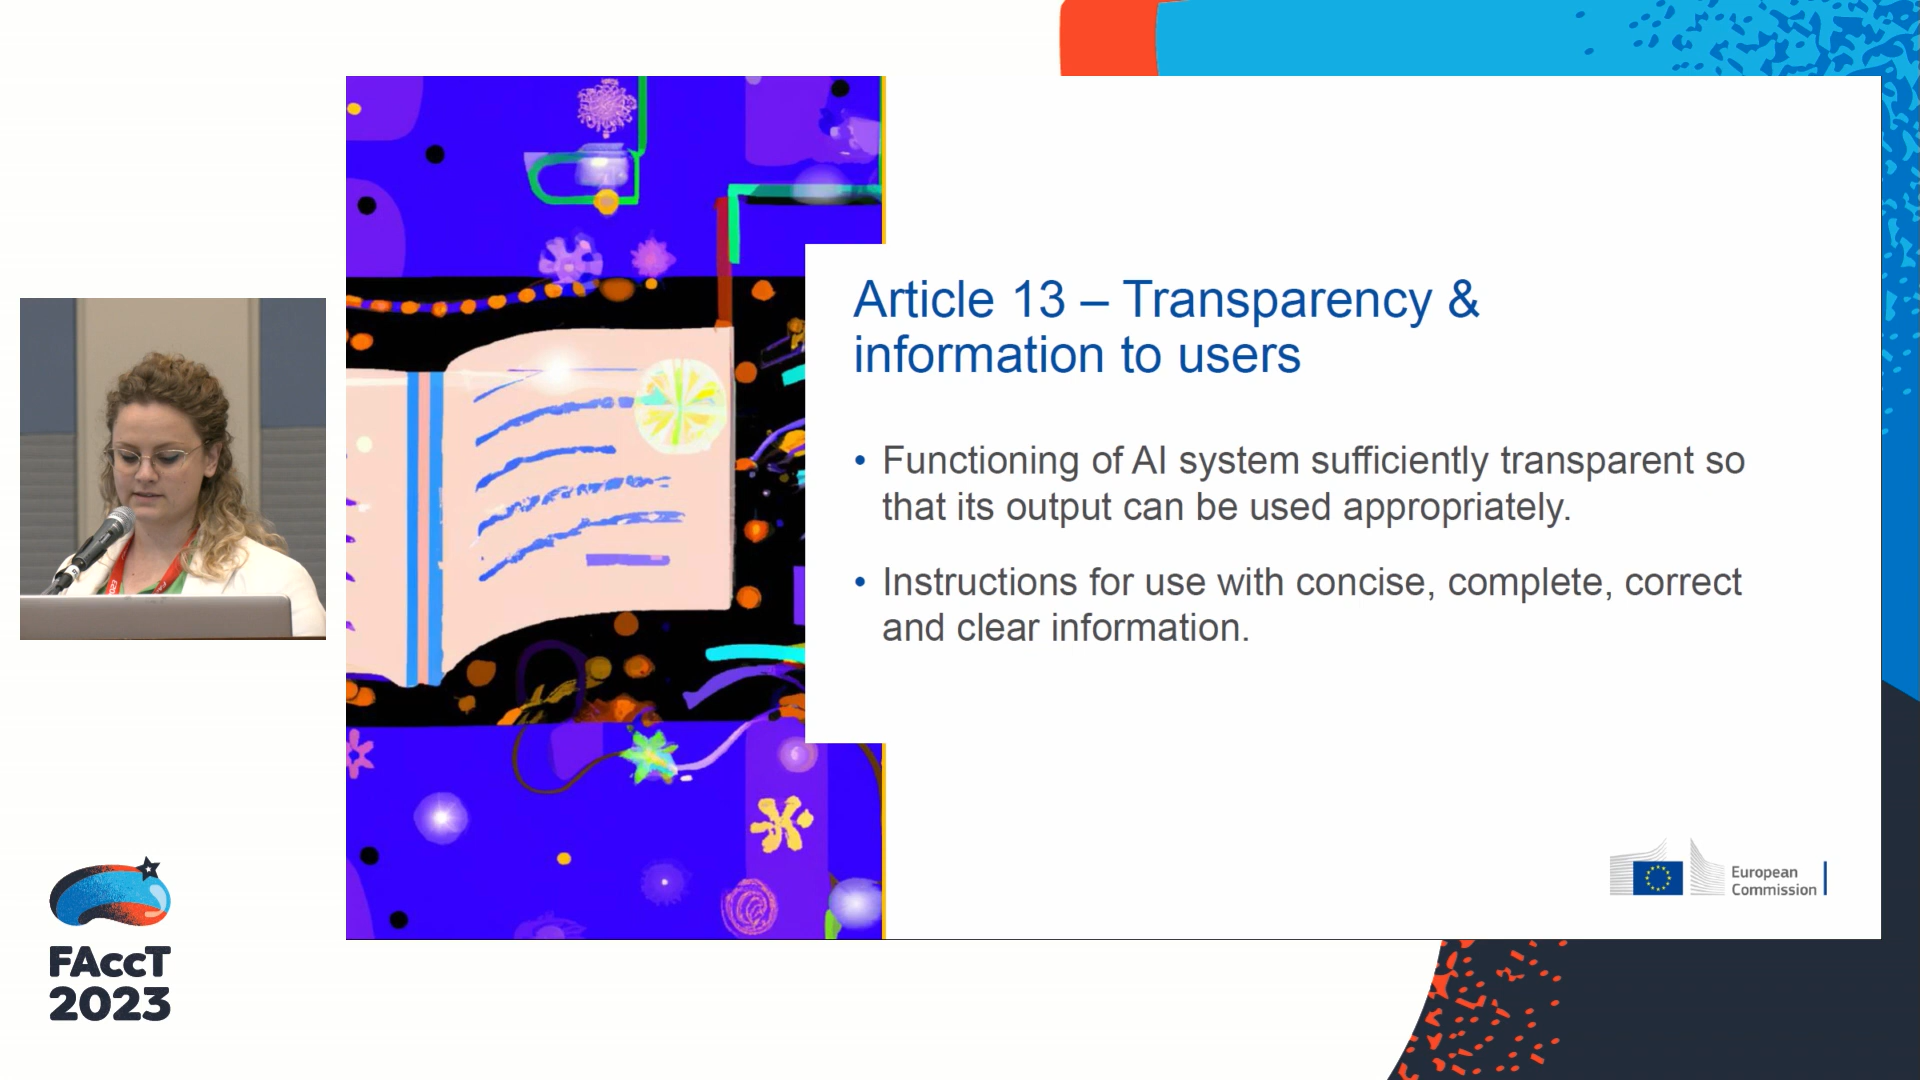 Article 13 – Transparency &
information to users
• Functioning of AI system sufficiently transparent so
that its output can be used appropriately.
• Instructions for use with concise, complete, correct
and clear information.
European
Commission
FAccT
2023